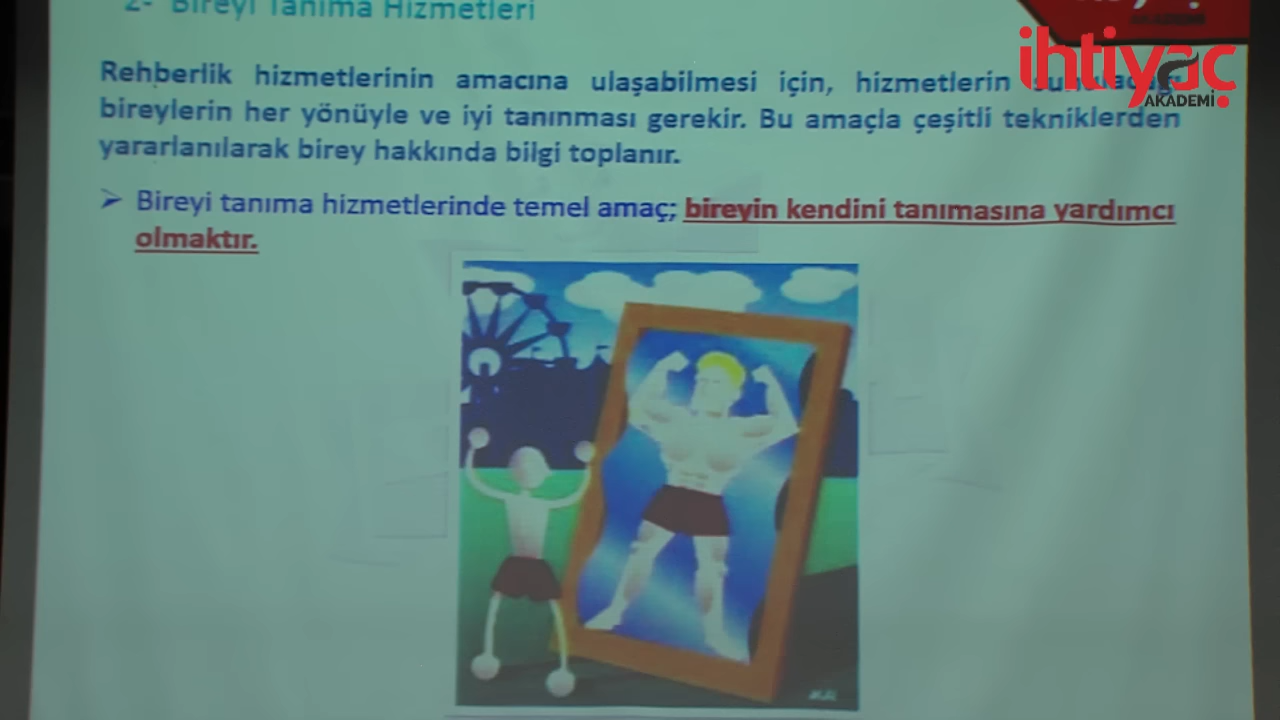 2- Bireyi Tanıma Hizmetleri
ihtiyaç
AKADEMİ
Rehberlik hizmetlerinin amacına ulaşabilmesi için, hizmetlerin
bireylerin her yönüyle ve iyi tanınması gerekir. Bu amaçla çeşitli tekniklerden
yararlanılarak birey hakkında bilgi toplanır.
➢ Bireyi tanıma hizmetlerinde temel amaç; bireyin kendini tanımasına yardımcı
olmaktır.